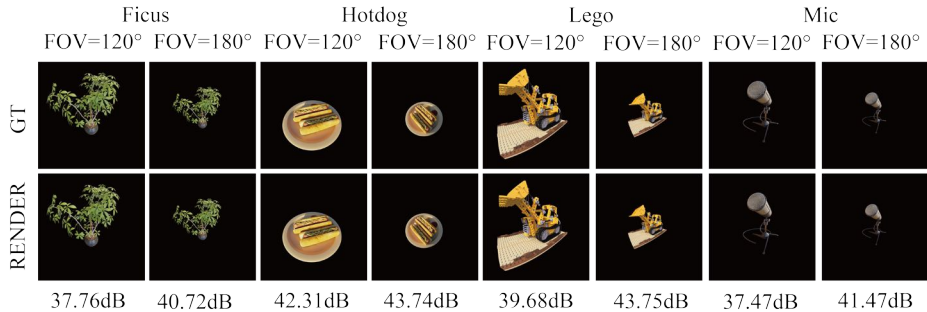 Ficus Hotdog Lego Mic
FOV=120° FOV=180° FOV=120° FOV=180° FOV=120° FOV=180° FOV=120° FOV=180°
GT
RENDER
37.76dB 40.72dB 42.31dB 43.74dB 39.68dB 43.75dB 37.47dB 41.47dB